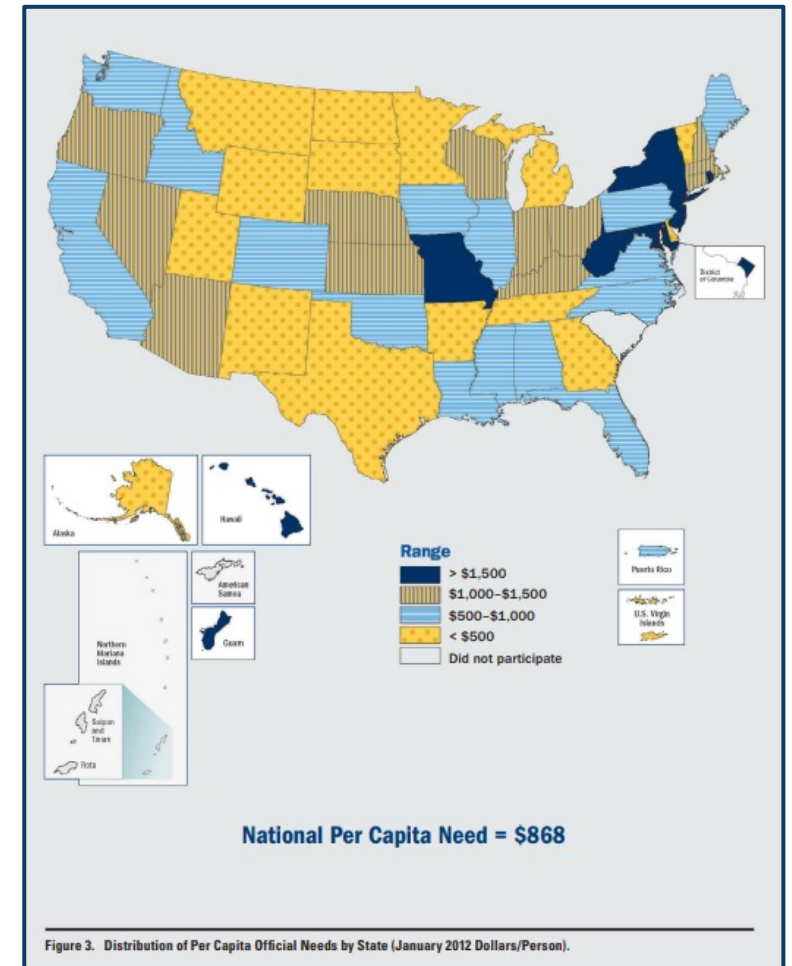 District
of Columbia
Alaska
Hawaii
American
Samoa
Guam
Northern
Mariana
Islands
Saipan
and
Tinian
Rota
Range
> $1,500
$1,000–$1,500
$500–$1,000
< $500
Did not participate
Puerto Rico
U.S. Virgin
Islands
National Per Capita Need = $868
Figure 3. Distribution of Per Capita Official Needs by State (January 2012 Dollars/Person).